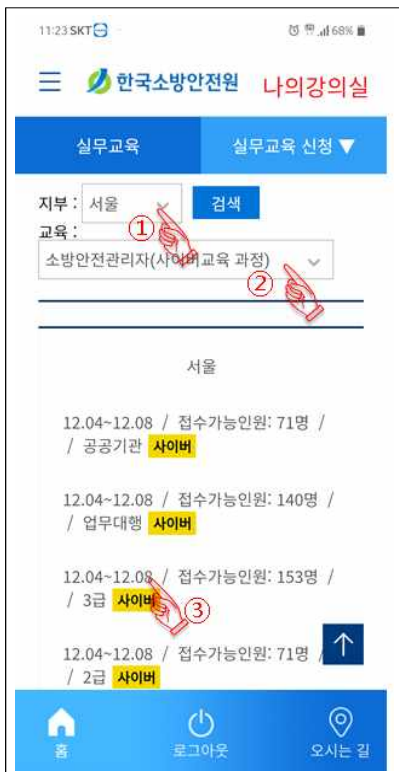 11:23 SKT
68%
한국소방안전원 나의강의실
실무교육 실무교육 신청 ▼
지부 : 서울 검색
①
교육 :
소방안전관리자(사이버교육 과정)
②
서울
12.04~12.08 / 접수가능인원: 71명 /
/ 공공기관 사이버
12.04~12.08 / 접수가능인원: 140명 /
/ 업무대행 사이버
12.04~12.08 / 접수가능인원: 153명 /
/ 3급 사이버
③
12.04~12.08 / 접수가능인원: 71명 /
/ 2급 사이버
홈 로그아웃 오시는 길